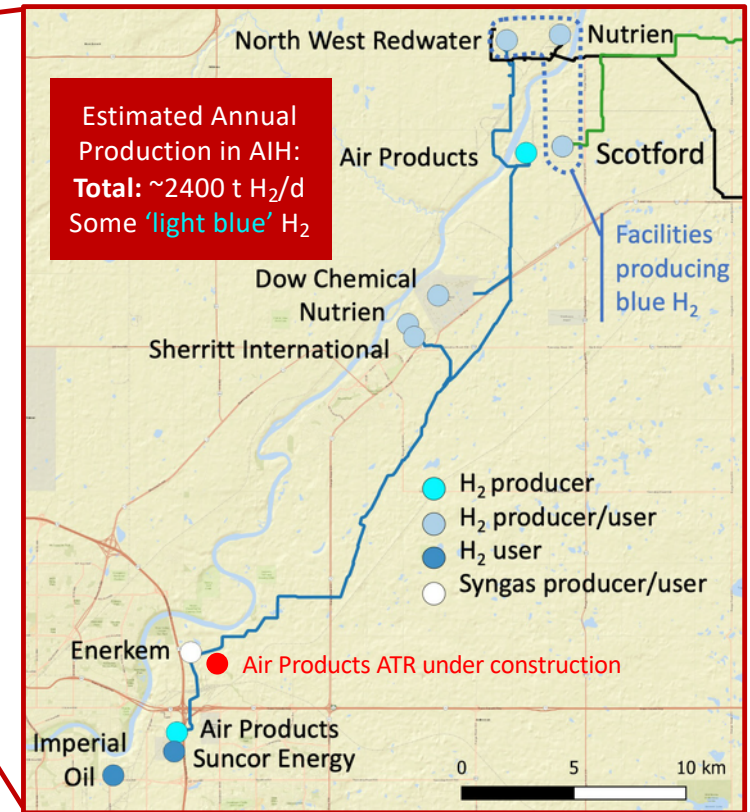 North West Redwater
Nutrien
Estimated Annual
Production in AIH:
Total: ~2400 t H₂/d
Some ‘light blue’ H₂
Air Products
Scotford
Facilities
producing
blue H₂
Dow Chemical
Nutrien
Sherritt International
H₂ producer
H₂ producer/user
H₂ user
Syngas producer/user
Enerkem
Air Products ATR under construction
Air Products
Suncor Energy
Imperial
Oil
0 5 10 km